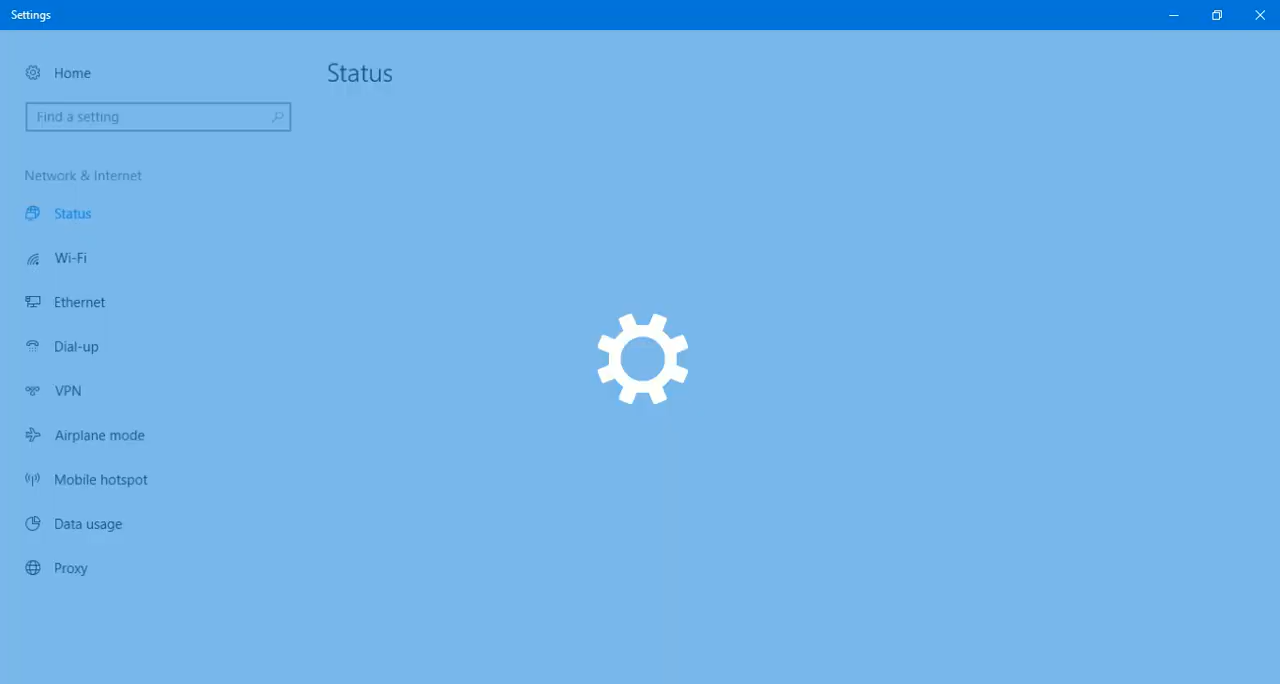 Settings
Home
Status
Find a setting
Network & Internet
Status
Wi-Fi
Ethernet
Dial-up
VPN
Airplane mode
Mobile hotspot
Data usage
Proxy